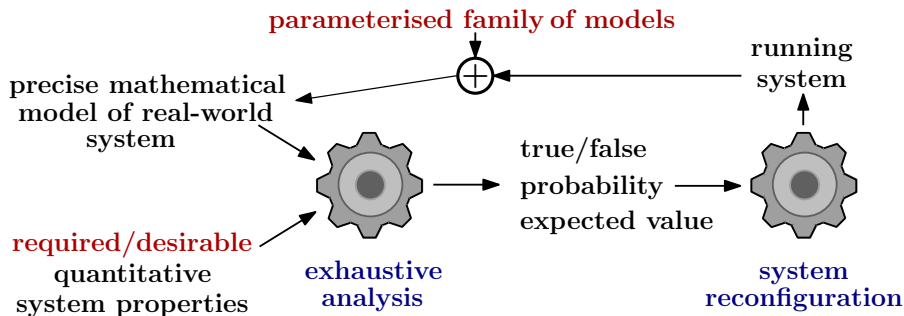 parameterised family of models
running
system
precise mathematical
model of real-world
system
true/false
probability
expected value
required/desirable
quantitative
system properties
exhaustive
analysis
system
reconfiguration